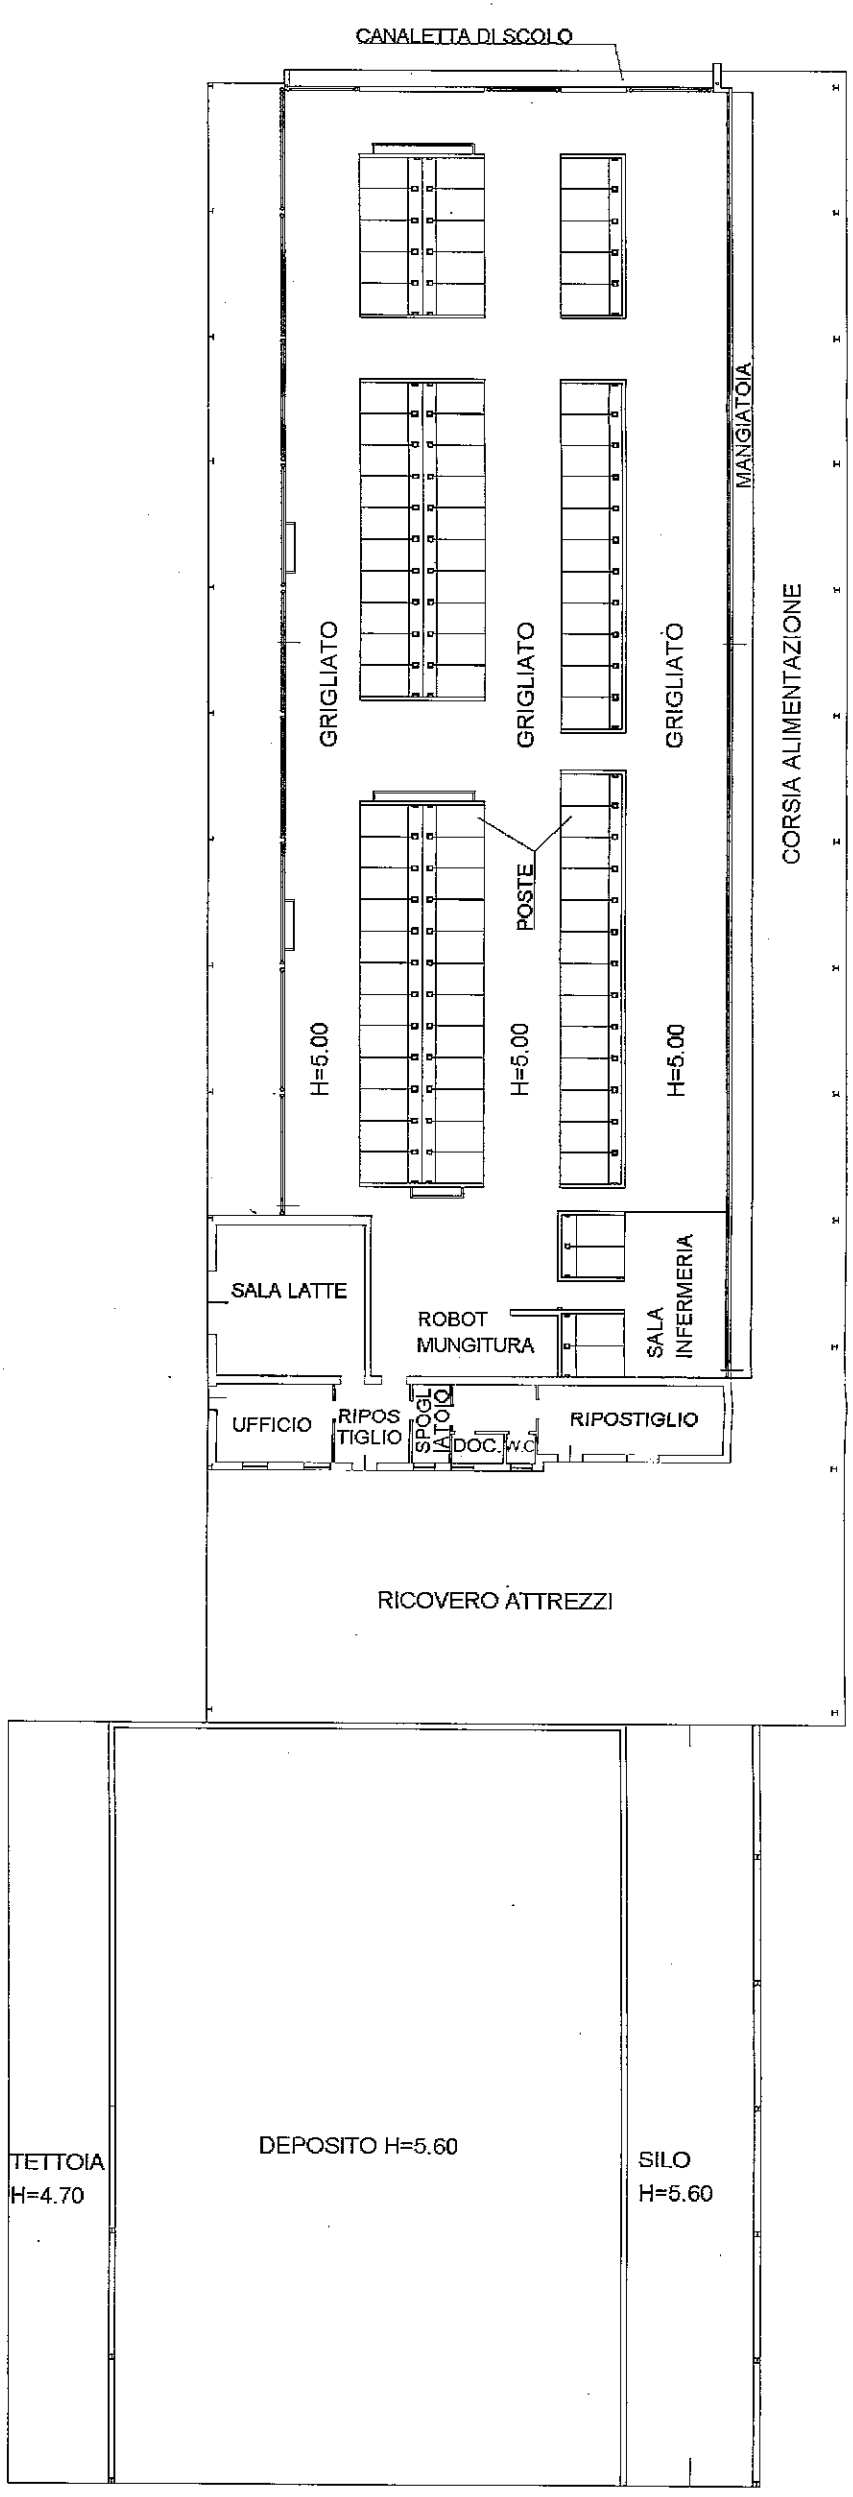 CANALETTA DI SCOLO
MANGIATOIA
GRIGLIATO
GRIGLIATO
GRIGLIATO
CORSIA ALIMENTAZIONE
POSTE
H=5.00
H=5.00
H=5.00
SALA LATTE
ROBOT
MUNGITURA
SALA
INFERMERIA
UFFICIO
RIPOS
TIGLIO
SPOGL
IATOIO
DOC.
W.C
RIPOSTIGLIO
RICOVERO ATTREZZI
TETTOIA
H=4.70
DEPOSITO H=5.60
SILO
H=5.60